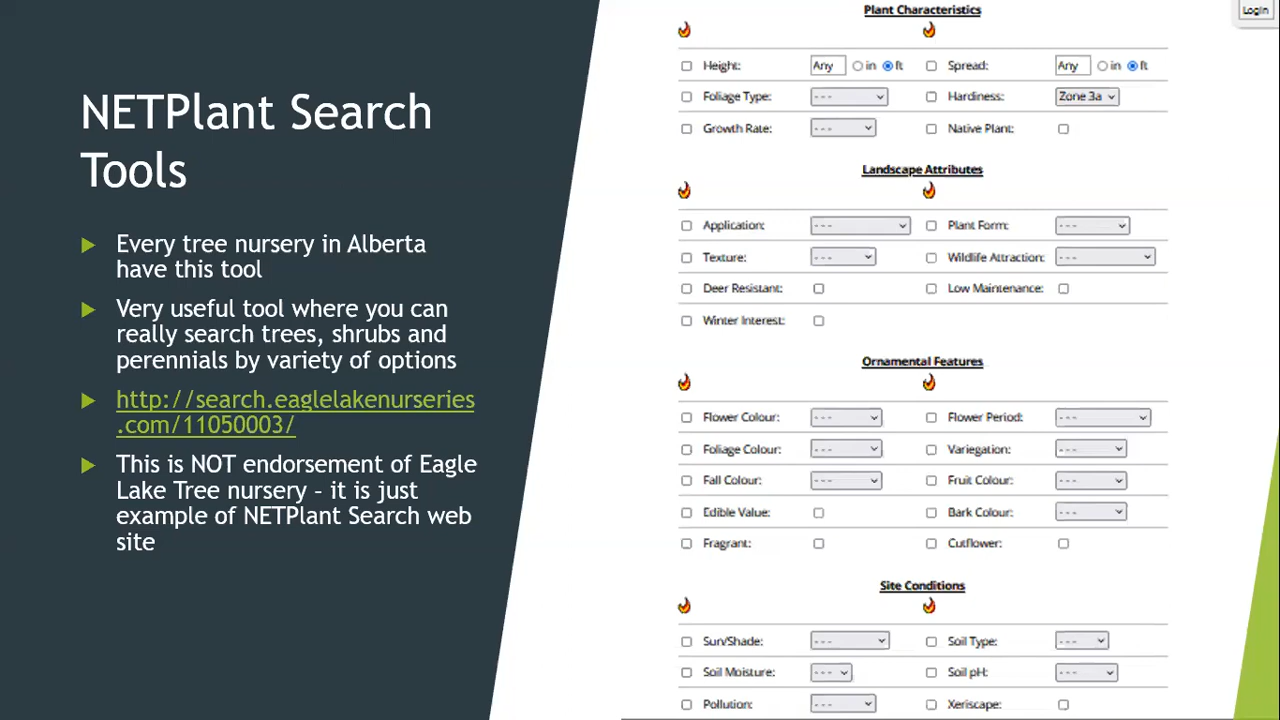 NETPlant Search
Tools
Every tree nursery in Alberta
have this tool
Very useful tool where you can
really search trees, shrubs and
perennials by variety of options
http://search.eaglelakenurseries
.com/11050003/
This is NOT endorsement of Eagle
Lake Tree nursery – it is just
example of NETPlant Search web
site
Login
Plant Characteristics
Height: Any in ft Spread: Any in ft
Foliage Type: - - - Hardiness: Zone 3a
Growth Rate: - - - Native Plant:
Landscape Attributes
Application: - - - Plant Form: - - -
Texture: - - - Wildlife Attraction: - - -
Deer Resistant: Low Maintenance:
Winter Interest:
Ornamental Features
Flower Colour: - - - Flower Period: - - -
Foliage Colour: - - - Variegation: - - -
Fall Colour: - - - Fruit Colour: - - -
Edible Value: Bark Colour: - - -
Fragrant: Cutflower:
Site Conditions
Sun/Shade: - - - Soil Type: - - -
Soil Moisture: - - - Soil pH: - - -
Pollution: - - - Xeriscape: